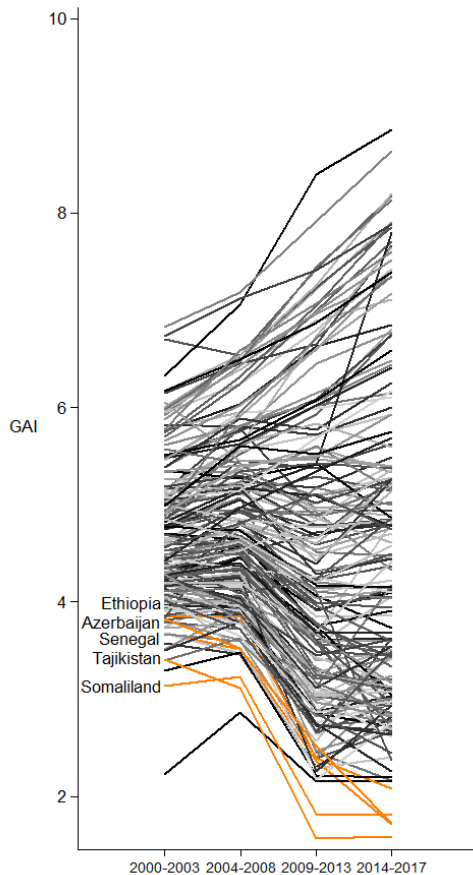 10
8
6
GAI
4
Ethiopia
Azerbaijan
Senegal
Tajikistan
Somaliland
2
2000-2003 2004-2008 2009-2013 2014-2017